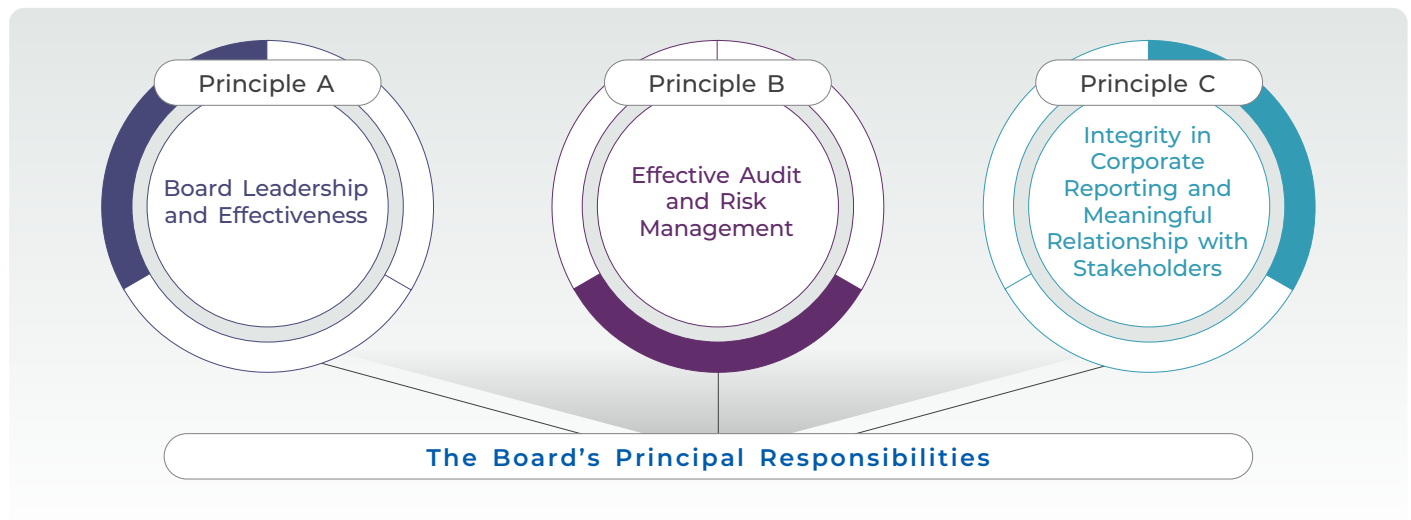 Principle A
Board Leadership
and Effectiveness
Principle B
Effective Audit
and Risk
Management
Principle C
Integrity in
Corporate
Reporting and
Meaningful
Relationship with
Stakeholders
The Board’s Principal Responsibilities